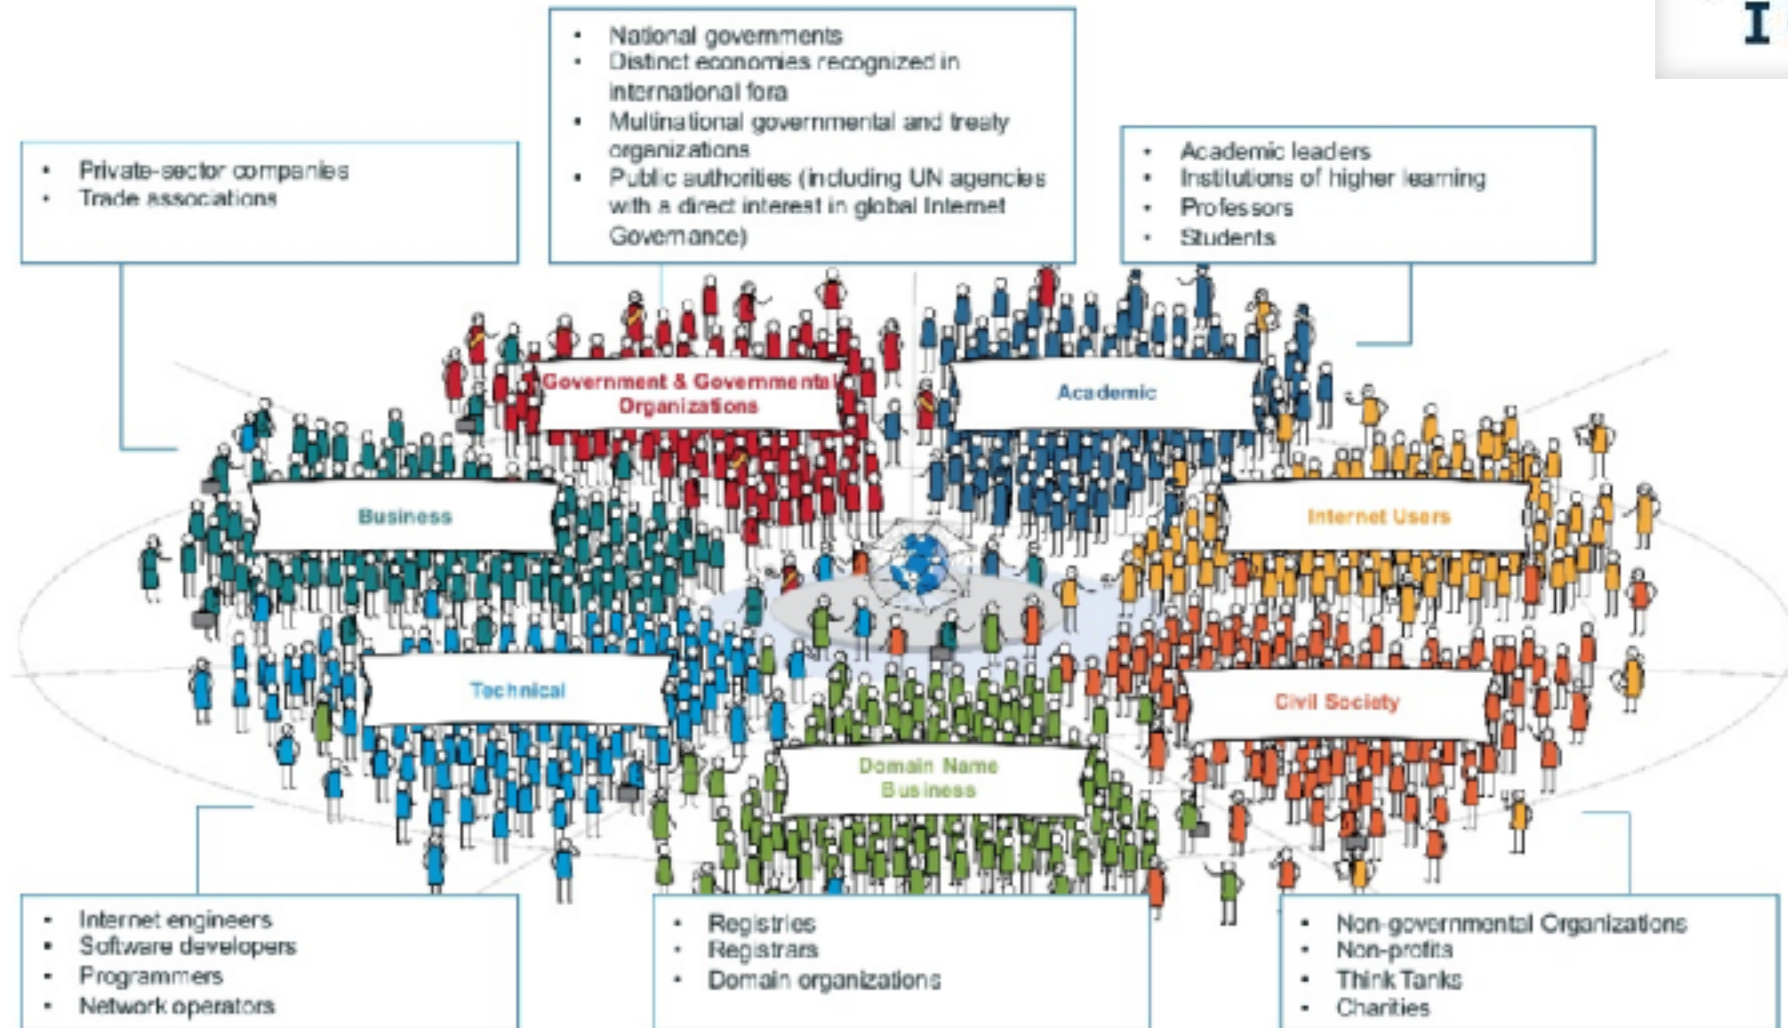 I
• National governments
• Distinct economies recognized in
international fora
• Multinational governmental and treaty
organizations
• Public authorities (including UN agencies
with a direct interest in global Internet
Governance)
• Private-sector companies
• Trade associations
• Academic leaders
• Institutions of higher learning
• Professors
• Students
Government & Governmental
Organizations
Academic
Business
Internet Users
Technical
Civil Society
Domain Name
Business
• Internet engineers
• Software developers
• Programmers
• Network operators
• Registries
• Registrars
• Domain organizations
• Non-governmental Organizations
• Non-profits
• Think Tanks
• Charities